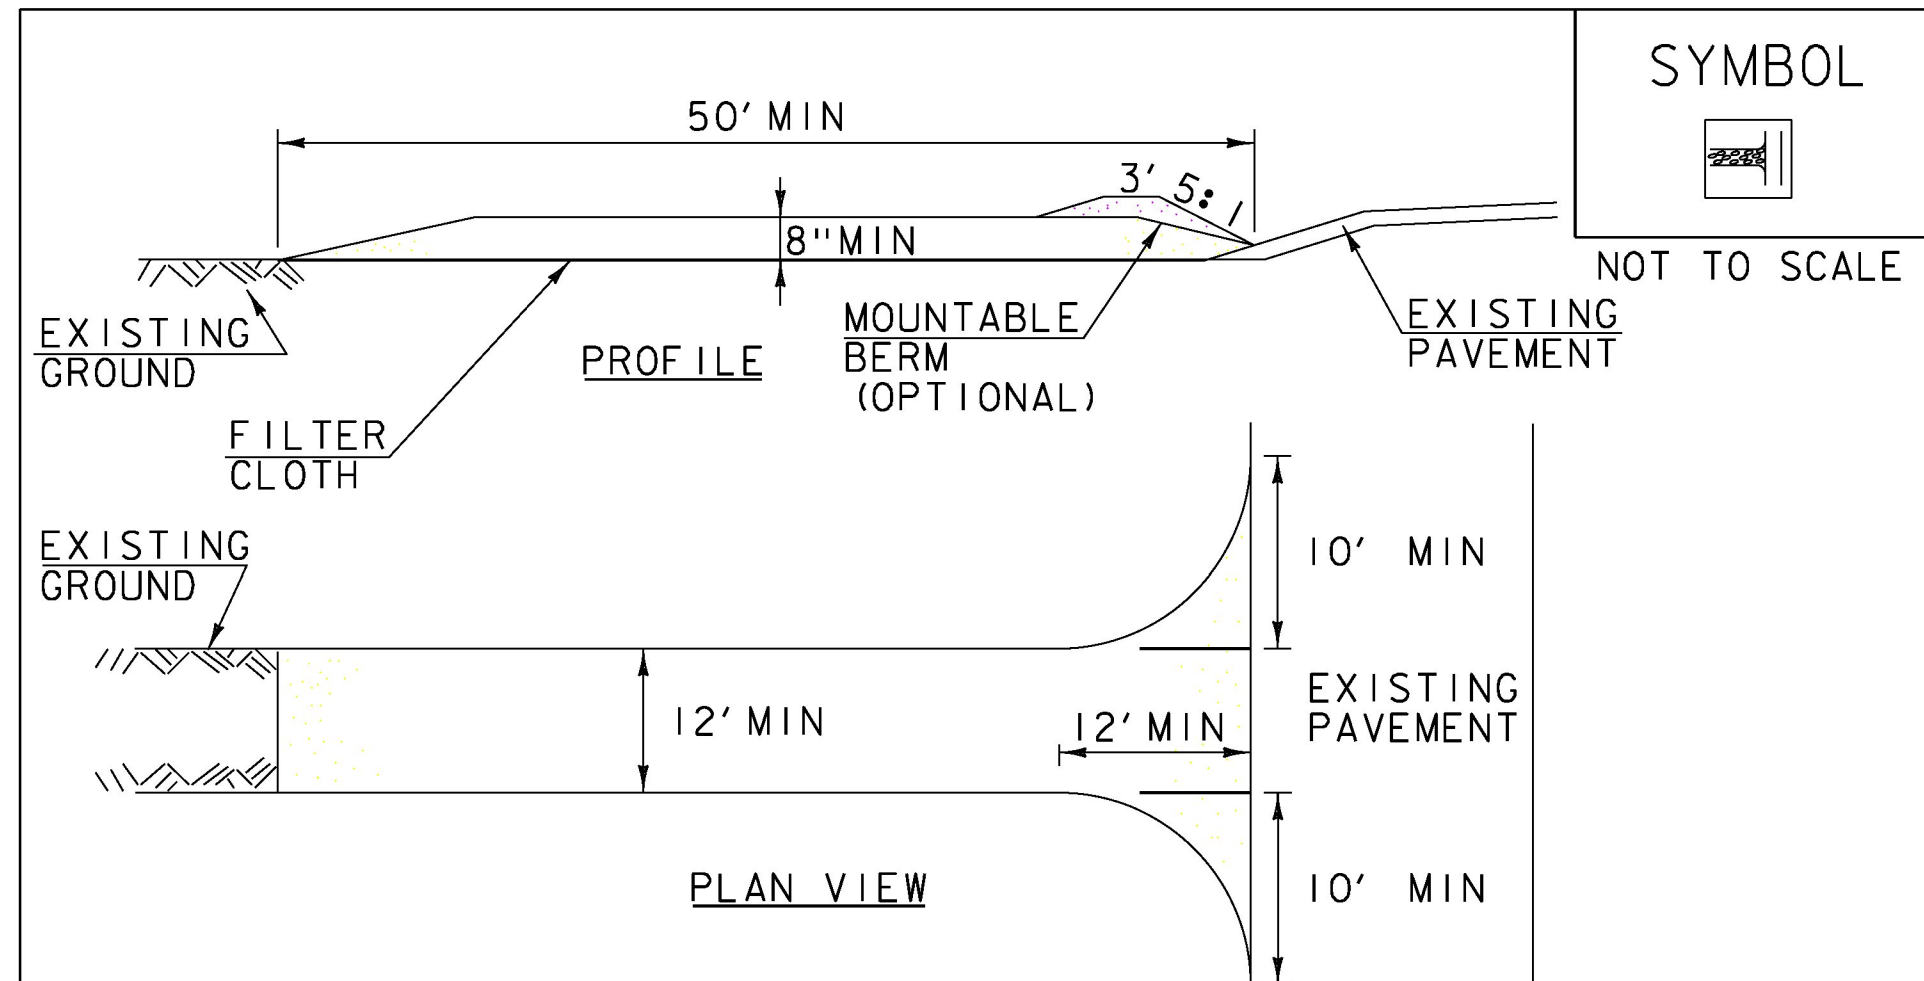 SYMBOL
NOT TO SCALE
50' MIN
3' 5:1
8" MIN
EXISTING
GROUND
PROFILE
MOUNTABLE
BERM
(OPTIONAL)
EXISTING
PAVEMENT
FILTER
CLOTH
EXISTING
GROUND
10' MIN
12' MIN
12' MIN
EXISTING
PAVEMENT
PLAN VIEW
10' MIN